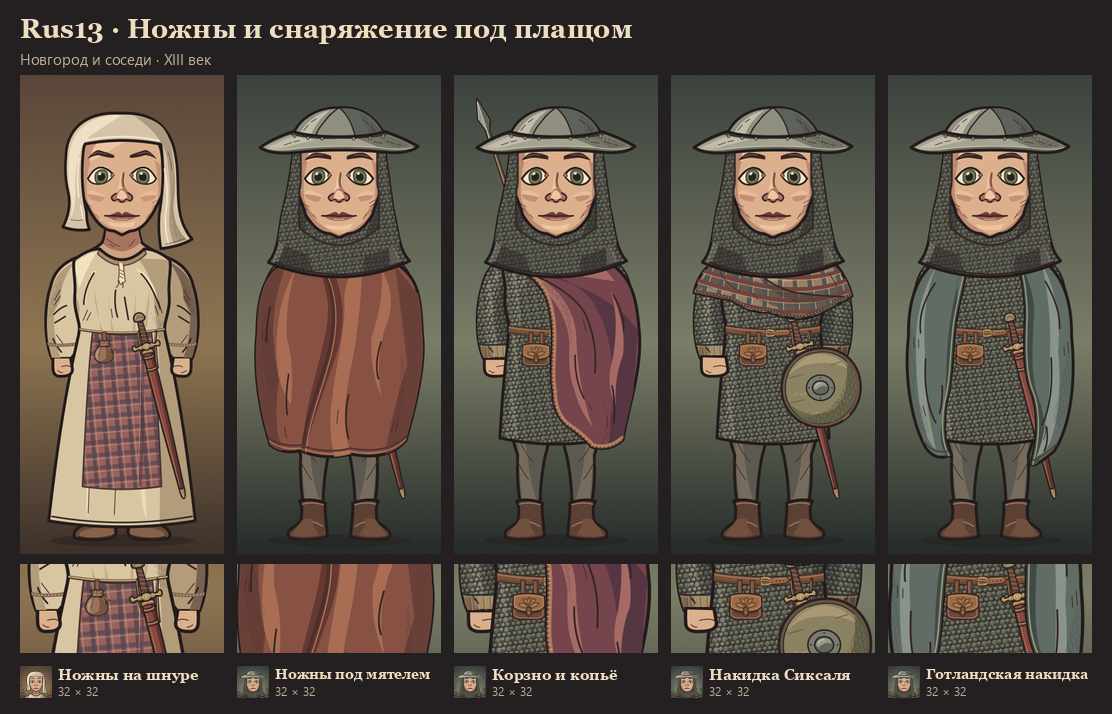 Rus13 · Ножны и снаряжение под плащом
Новгород и соседи · XIII век
Ножны на шнуре
32 × 32
Ножны под мятелем
32 × 32
Корзно и копьё
32 × 32
Накидка Сиксаля
32 × 32
Готландская накидка
32 × 32